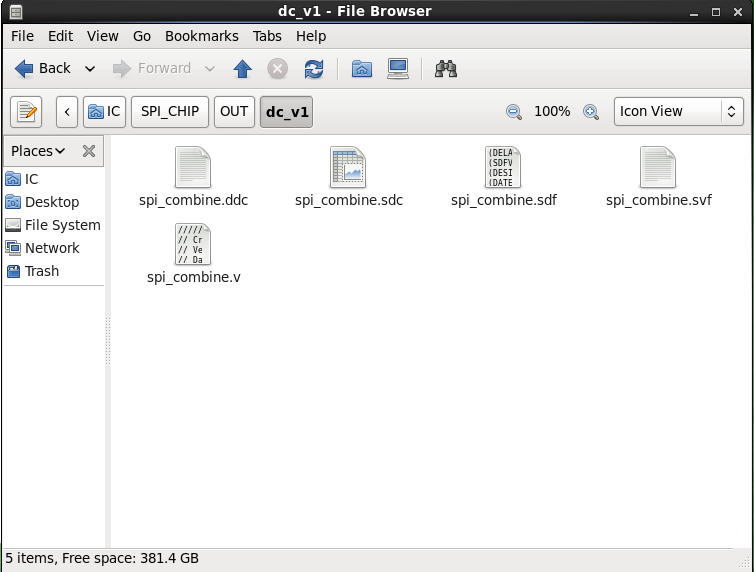 dc_v1 - File Browser
File Edit View Go Bookmarks Tabs Help
Back Forward
IC SPI_CHIP OUT dc_v1 100% Icon View
Places
IC
Desktop
File System
Network
Trash
spi_combine.ddc spi_combine.sdc spi_combine.sdf spi_combine.svf
(DELA
(SDFV
(DESI
(DATE
spi_combine.v
/////
// Cr
// Ve
// Da
5 items, Free space: 381.4 GB